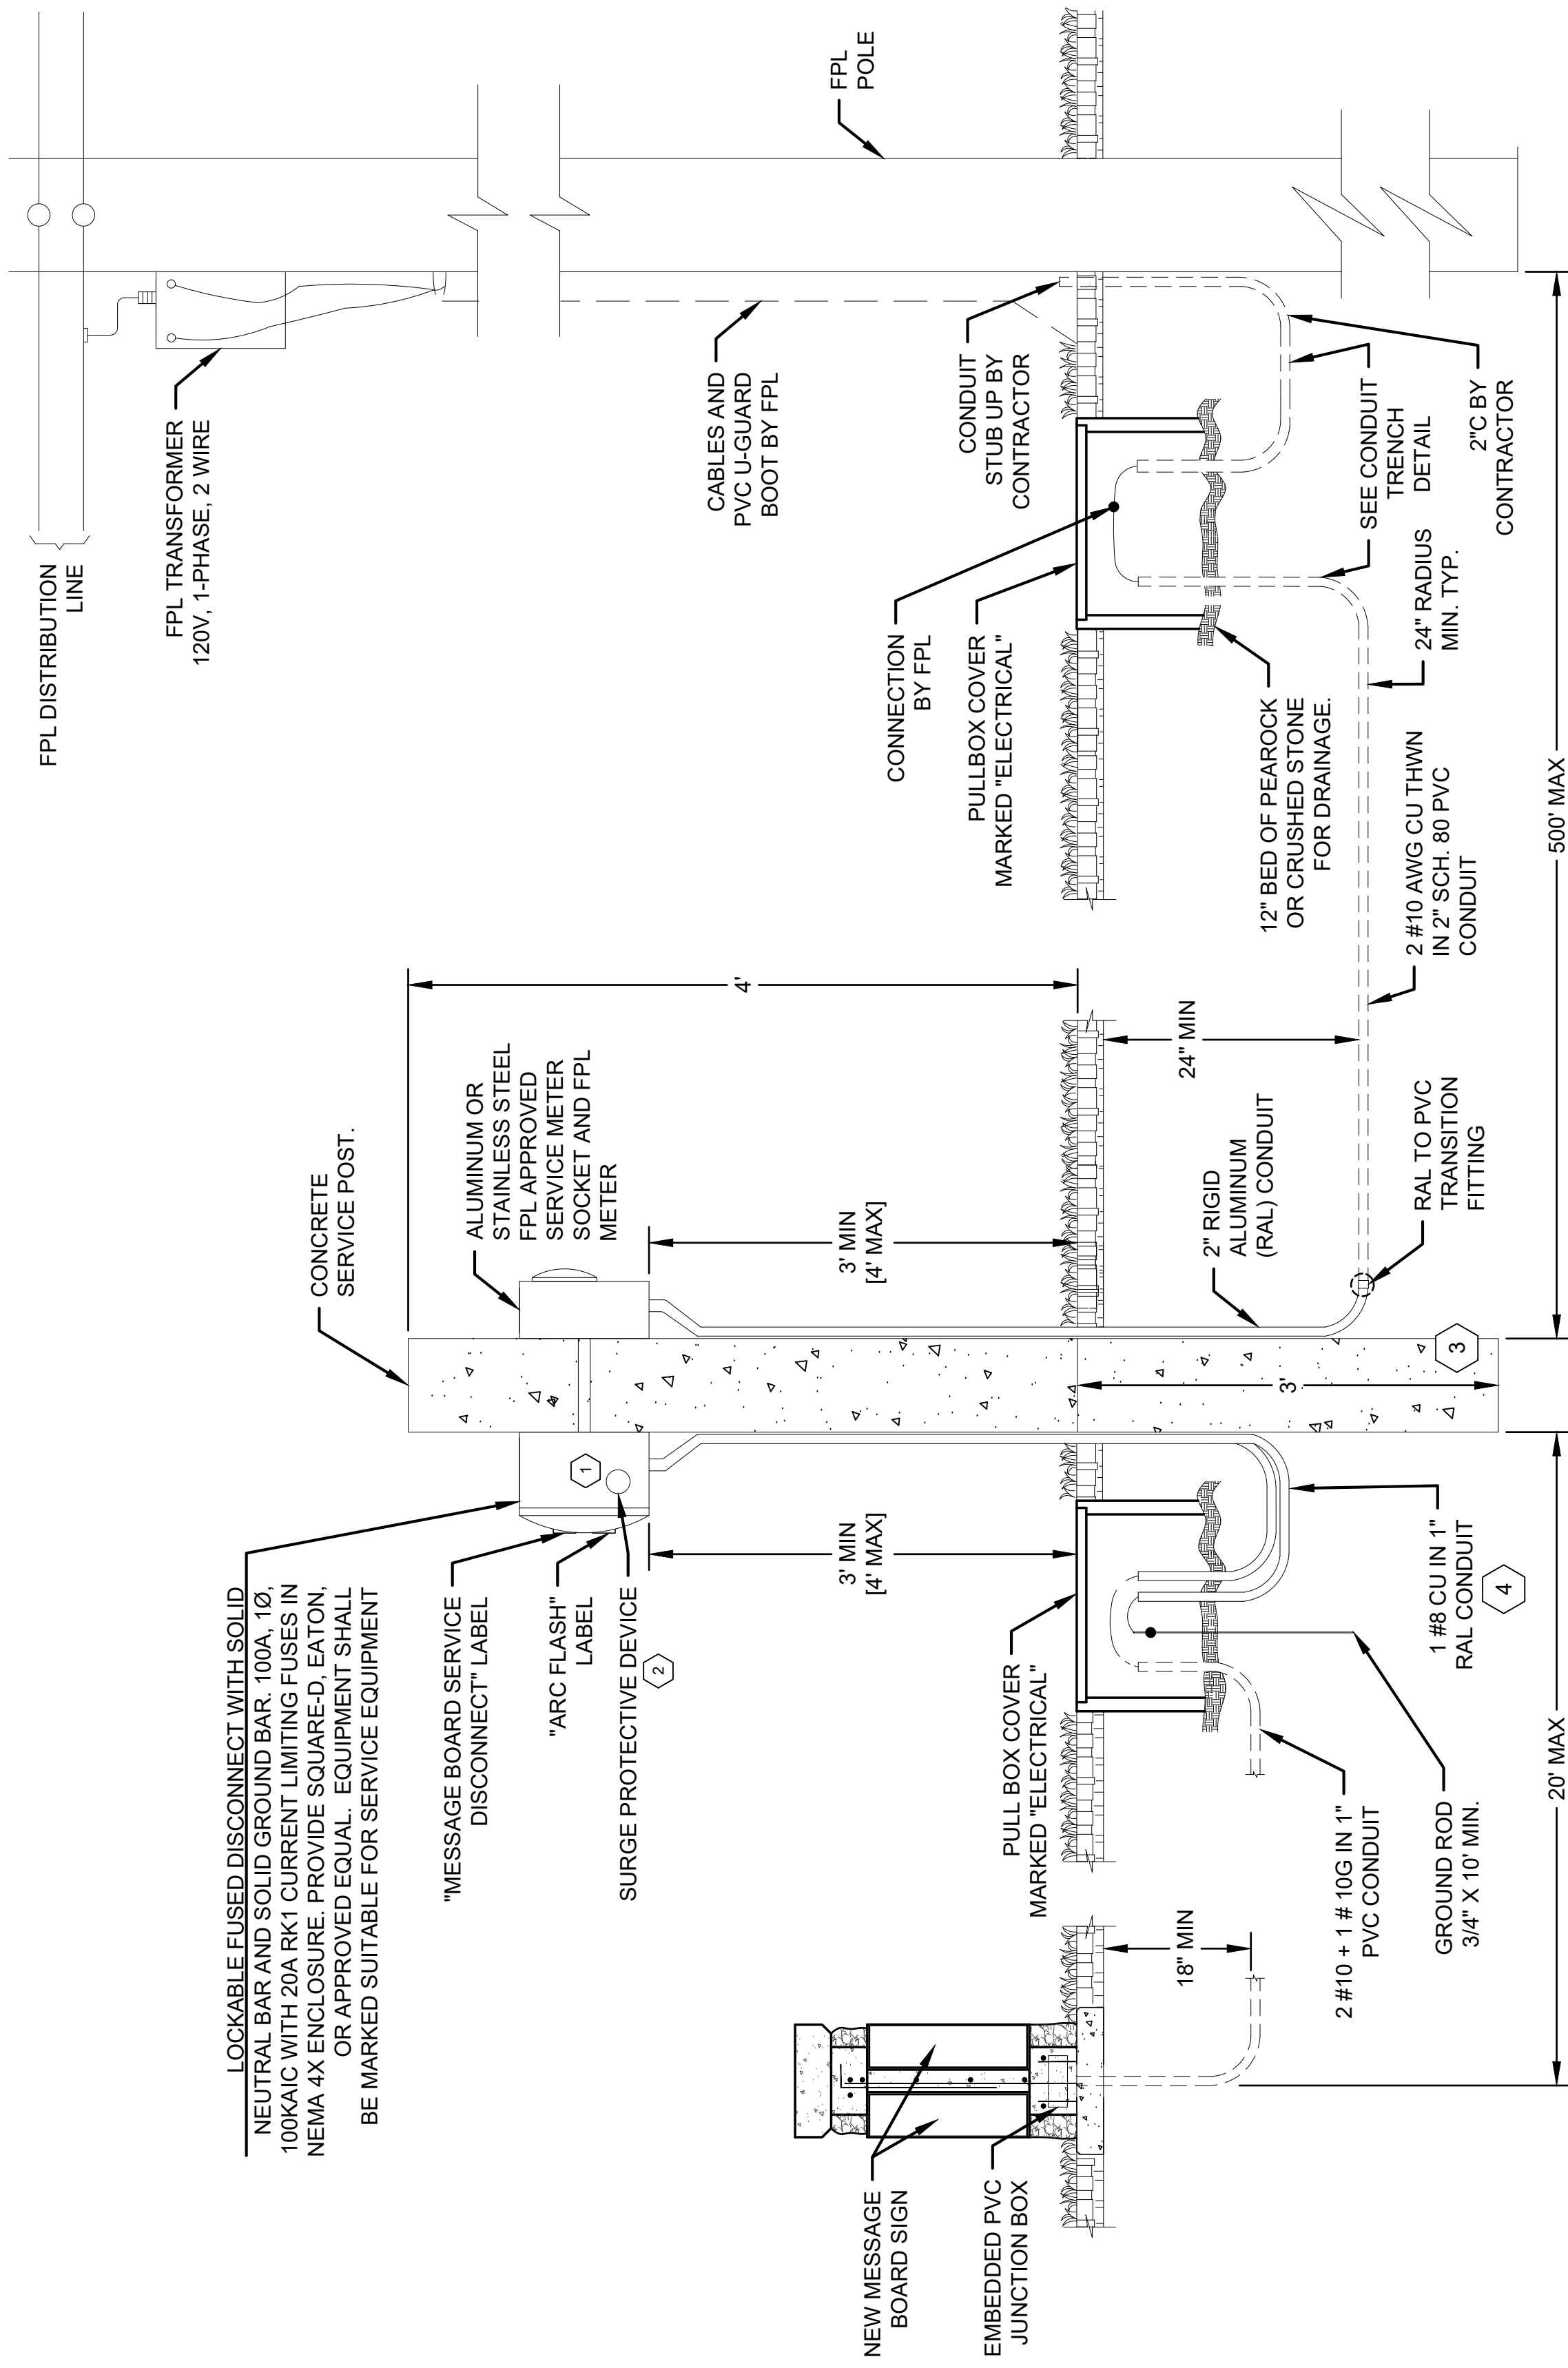 FPL DISTRIBUTION
LINE
FPL TRANSFORMER
120V, 1-PHASE, 2 WIRE
FPL
POLE
CABLES AND
PVC U-GUARD
BOOT BY FPL
CONDUIT
STUB UP BY
CONTRACTOR
CONNECTION
BY FPL
PULLBOX COVER
MARKED "ELECTRICAL"
12" BED OF PEAROCK
OR CRUSHED STONE
FOR DRAINAGE.
SEE CONDUIT
TRENCH
DETAIL
2"C BY
CONTRACTOR
24" RADIUS
MIN. TYP.
2 #10 AWG CU THWN
IN 2" SCH. 80 PVC
CONDUIT
500' MAX
CONCRETE
SERVICE POST.
ALUMINUM OR
STAINLESS STEEL
FPL APPROVED
SERVICE METER
SOCKET AND FPL
METER
4'
3' MIN
[4' MAX]
24" MIN
2" RIGID
ALUMINUM
(RAL) CONDUIT
RAL TO PVC
TRANSITION
FITTING
3
3'
LOCKABLE FUSED DISCONNECT WITH SOLID
NEUTRAL BAR AND SOLID GROUND BAR. 100A, 1Ø,
100KAIC WITH 20A RK1 CURRENT LIMITING FUSES IN
NEMA 4X ENCLOSURE. PROVIDE SQUARE-D, EATON,
OR APPROVED EQUAL. EQUIPMENT SHALL
BE MARKED SUITABLE FOR SERVICE EQUIPMENT
1
"MESSAGE BOARD SERVICE
DISCONNECT" LABEL
"ARC FLASH"
LABEL
SURGE PROTECTIVE DEVICE
2
3' MIN
[4' MAX]
PULL BOX COVER
MARKED "ELECTRICAL"
1 #8 CU IN 1"
RAL CONDUIT
4
2 #10 + 1 # 10G IN 1"
PVC CONDUIT
GROUND ROD
3/4" X 10' MIN.
20' MAX
18" MIN
NEW MESSAGE
BOARD SIGN
EMBEDDED PVC
JUNCTION BOX